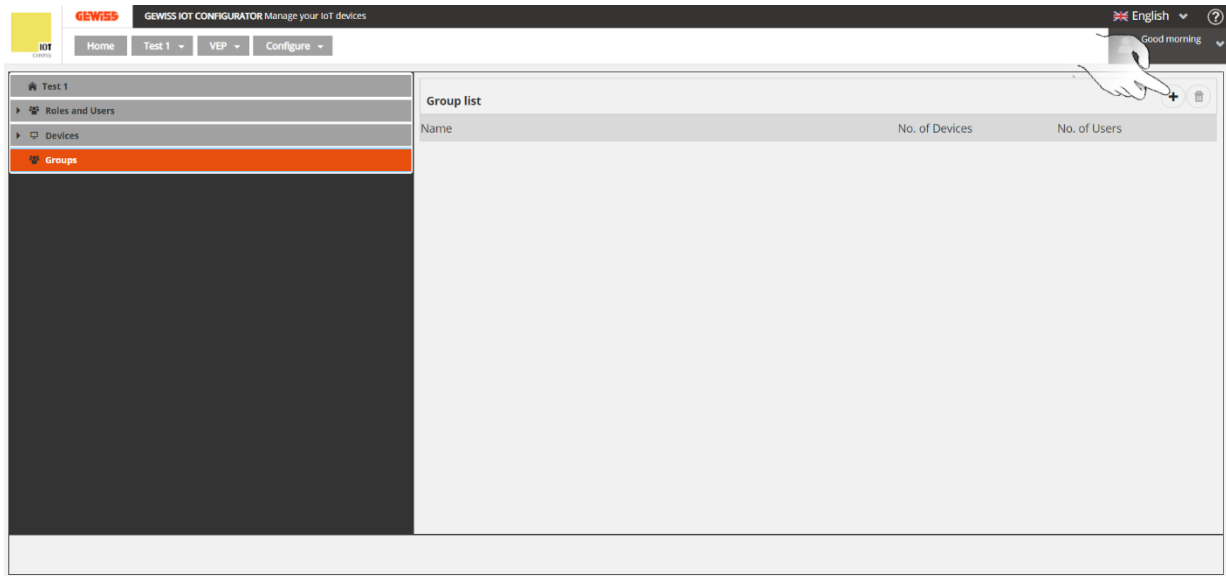 GEWISS GEWISS IOT CONFIGURATOR Manage your IoT devices English
IOT
Home Test 1 VEP Configure Good morning
Test 1
Roles and Users
Devices
Groups
Group list
Name No. of Devices No. of Users